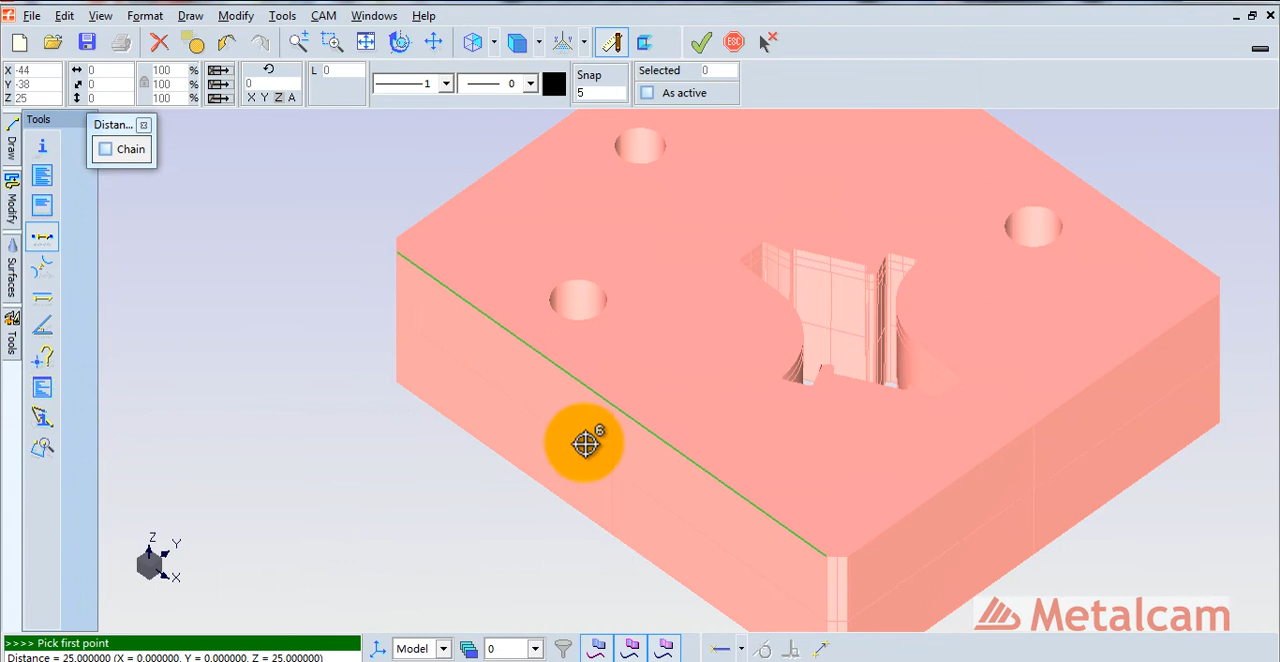 File Edit View Format Draw Modify Tools CAM Windows Help
X -44 0 100 % L 0 1 0 Snap Selected 0
Y -38 0 100 % 0 5 As active
Z 25 0 100 % X Y Z A
Tools
Distan...
Chain
Draw
Modify
Surfaces
Tools
ESC
6
Z
Y
X
Metalcam
>>>> Pick first point
Distance = 25.000000 (X = 0.000000, Y = 0.000000, Z = 25.000000)
Model 0